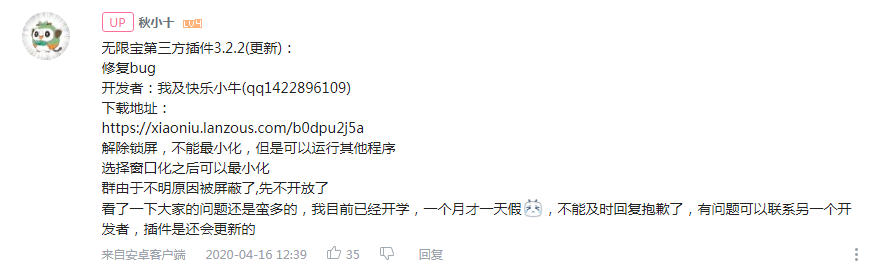 UP 秋小十 LV4
无限宝第三方插件3.2.2(更新)：
修复bug
开发者：我及快乐小牛(qq1422896109)
下载地址：
https://xiaoniu.lanzous.com/b0dpu2j5a
解除锁屏，不能最小化，但是可以运行其他程序
选择窗口化之后可以最小化
群由于不明原因被屏蔽了,先不开放了
看了一下大家的问题还是蛮多的，我目前已经开学，一个月才一天假，不能及时回复抱歉了，有问题可以联系另一个开
发者，插件是还会更新的
来自安卓客户端 2020-04-16 12:39 35 回复